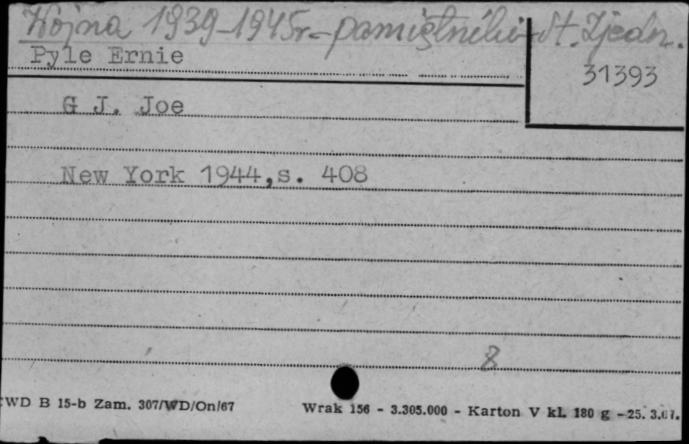 Wojna 1939-1945r-pamiętniki-St. Zjedn.
Pyle Ernie
31393
G J. Joe
New York 1944,s. 408
8
WD B 15-b Zam. 307/WD/On/67 Wrak 156 - 3.305.000 - Karton V kl. 180 g -25. 3.67.